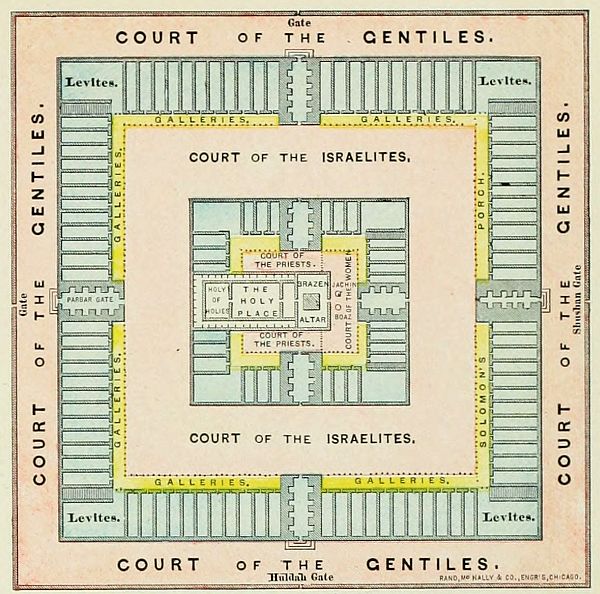 Gate
COURT OF THE GENTILES.
Levites.
Levites.
GALLERIES.
GALLERIES.
COURT OF THE GENTILES.
GALLERIES.
COURT OF THE ISRAELITES,
PORCH.
COURT OF THE GENTILES.
COURT OF
THE PRIESTS.
Gate
PARBAR GATE
HOLY
OF
HOLIES
THE
HOLY
PLACE
BRAZEN
ALTAR
JACHIN
BOAZ
COURT OF THE WOMEN
Shushan Gate
COURT OF
THE PRIESTS.
GALLERIES.
SOLOMON'S
COURT OF THE ISRAELITES.
GALLERIES.
GALLERIES.
Levites.
Levites.
COURT OF THE GENTILES.
Huldah Gate
RAND, McNALLY & CO., ENGR'S, CHICAGO.